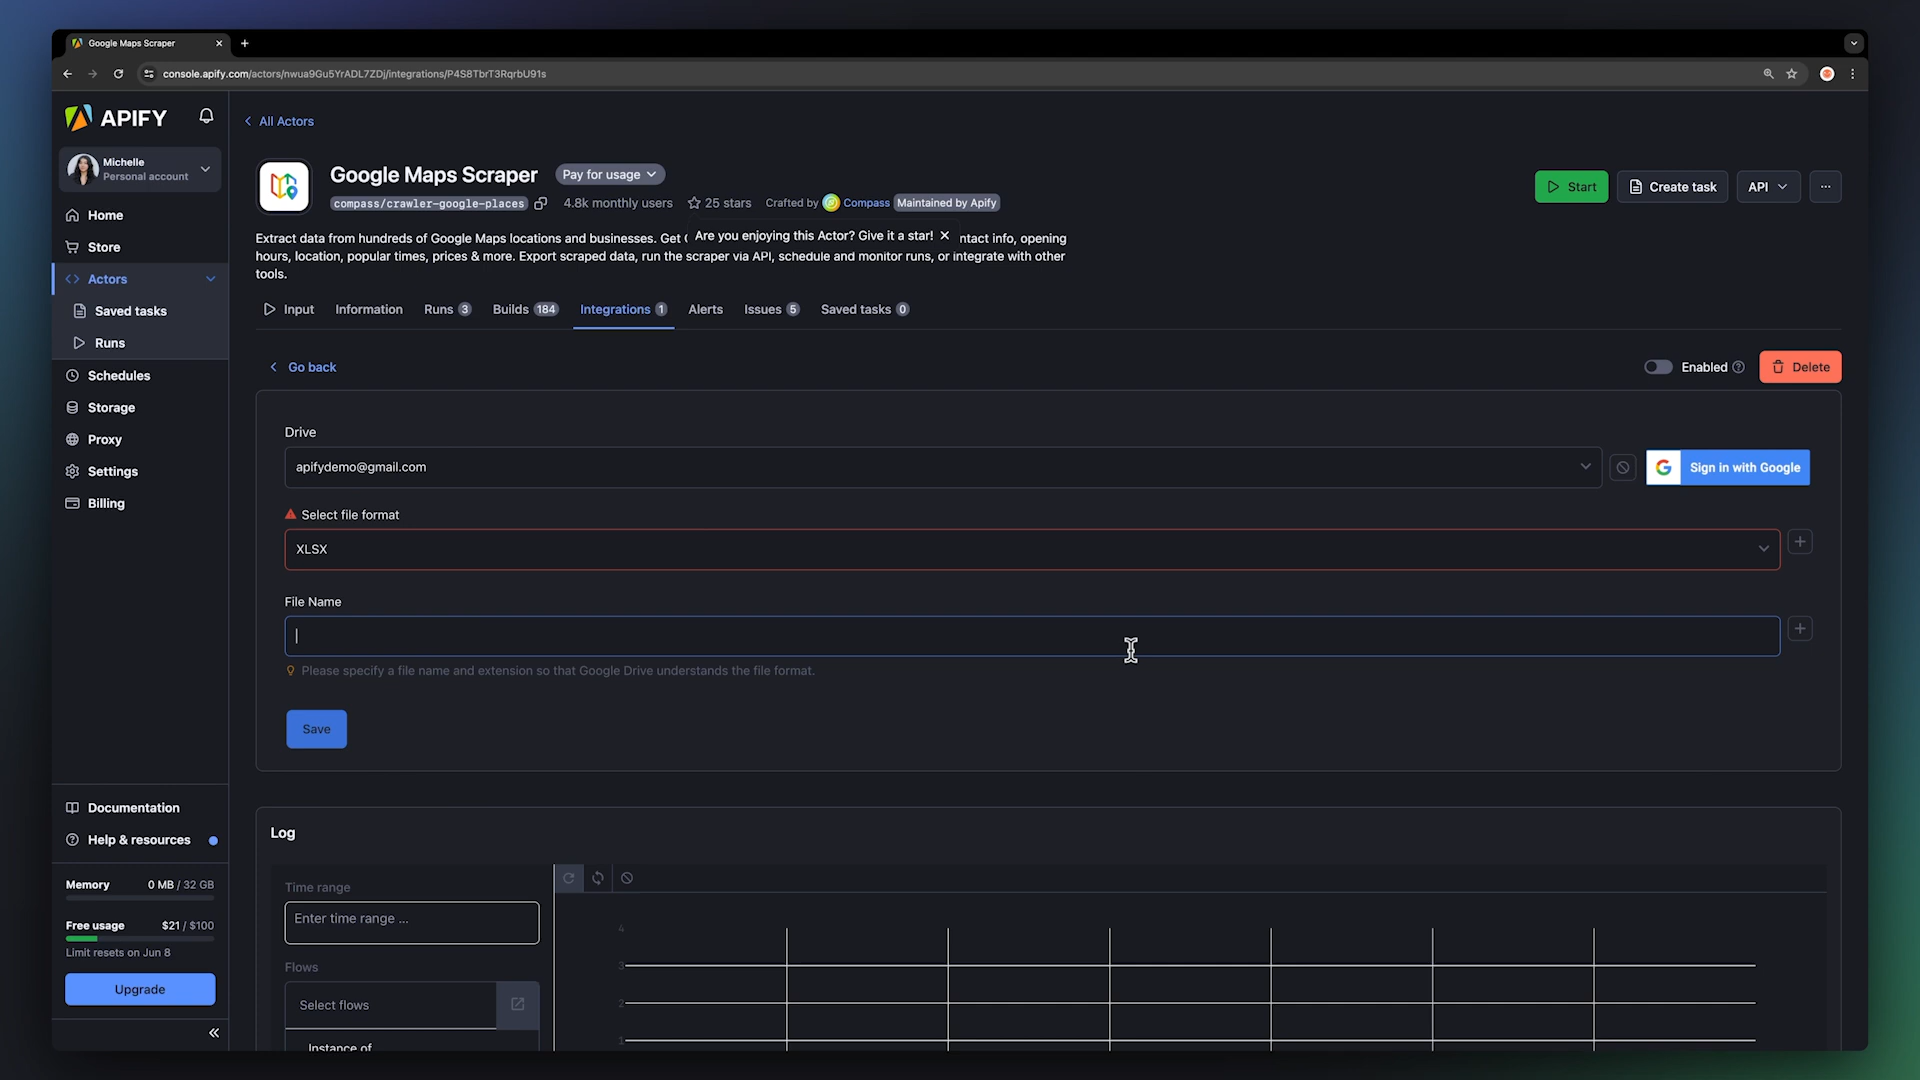 Google Maps Scraper
console.apify.com/actors/nwua9Gu5YrADL7ZDj/integrations/P4S8TbrT3RqrbU91s
APIFY
Michelle
Personal account
Home
Store
Actors
Saved tasks
Runs
Schedules
Storage
Proxy
Settings
Billing
Documentation
Help & resources
Memory 0 MB / 32 GB
Free usage $21 / $100
Limit resets on Jun 8
Upgrade
All Actors
Google Maps Scraper Pay for usage
compass/crawler-google-places 4.8k monthly users 25 stars Crafted by Compass Maintained by Apify
Start Create task API
Extract data from hundreds of Google Maps locations and businesses. Get Are you enjoying this Actor? Give it a star! ntact info, opening
hours, location, popular times, prices & more. Export scraped data, run the scraper via API, schedule and monitor runs, or integrate with other
tools.
Input Information Runs 3 Builds 184 Integrations 1 Alerts Issues 5 Saved tasks 0
Go back Enabled Delete
Drive
apifydemo@gmail.com Sign in with Google
Select file format
XLSX
File Name
Please specify a file name and extension so that Google Drive understands the file format.
Save
Log
Time range
Enter time range ...
Flows
Select flows
Instance of
4
3
2
1